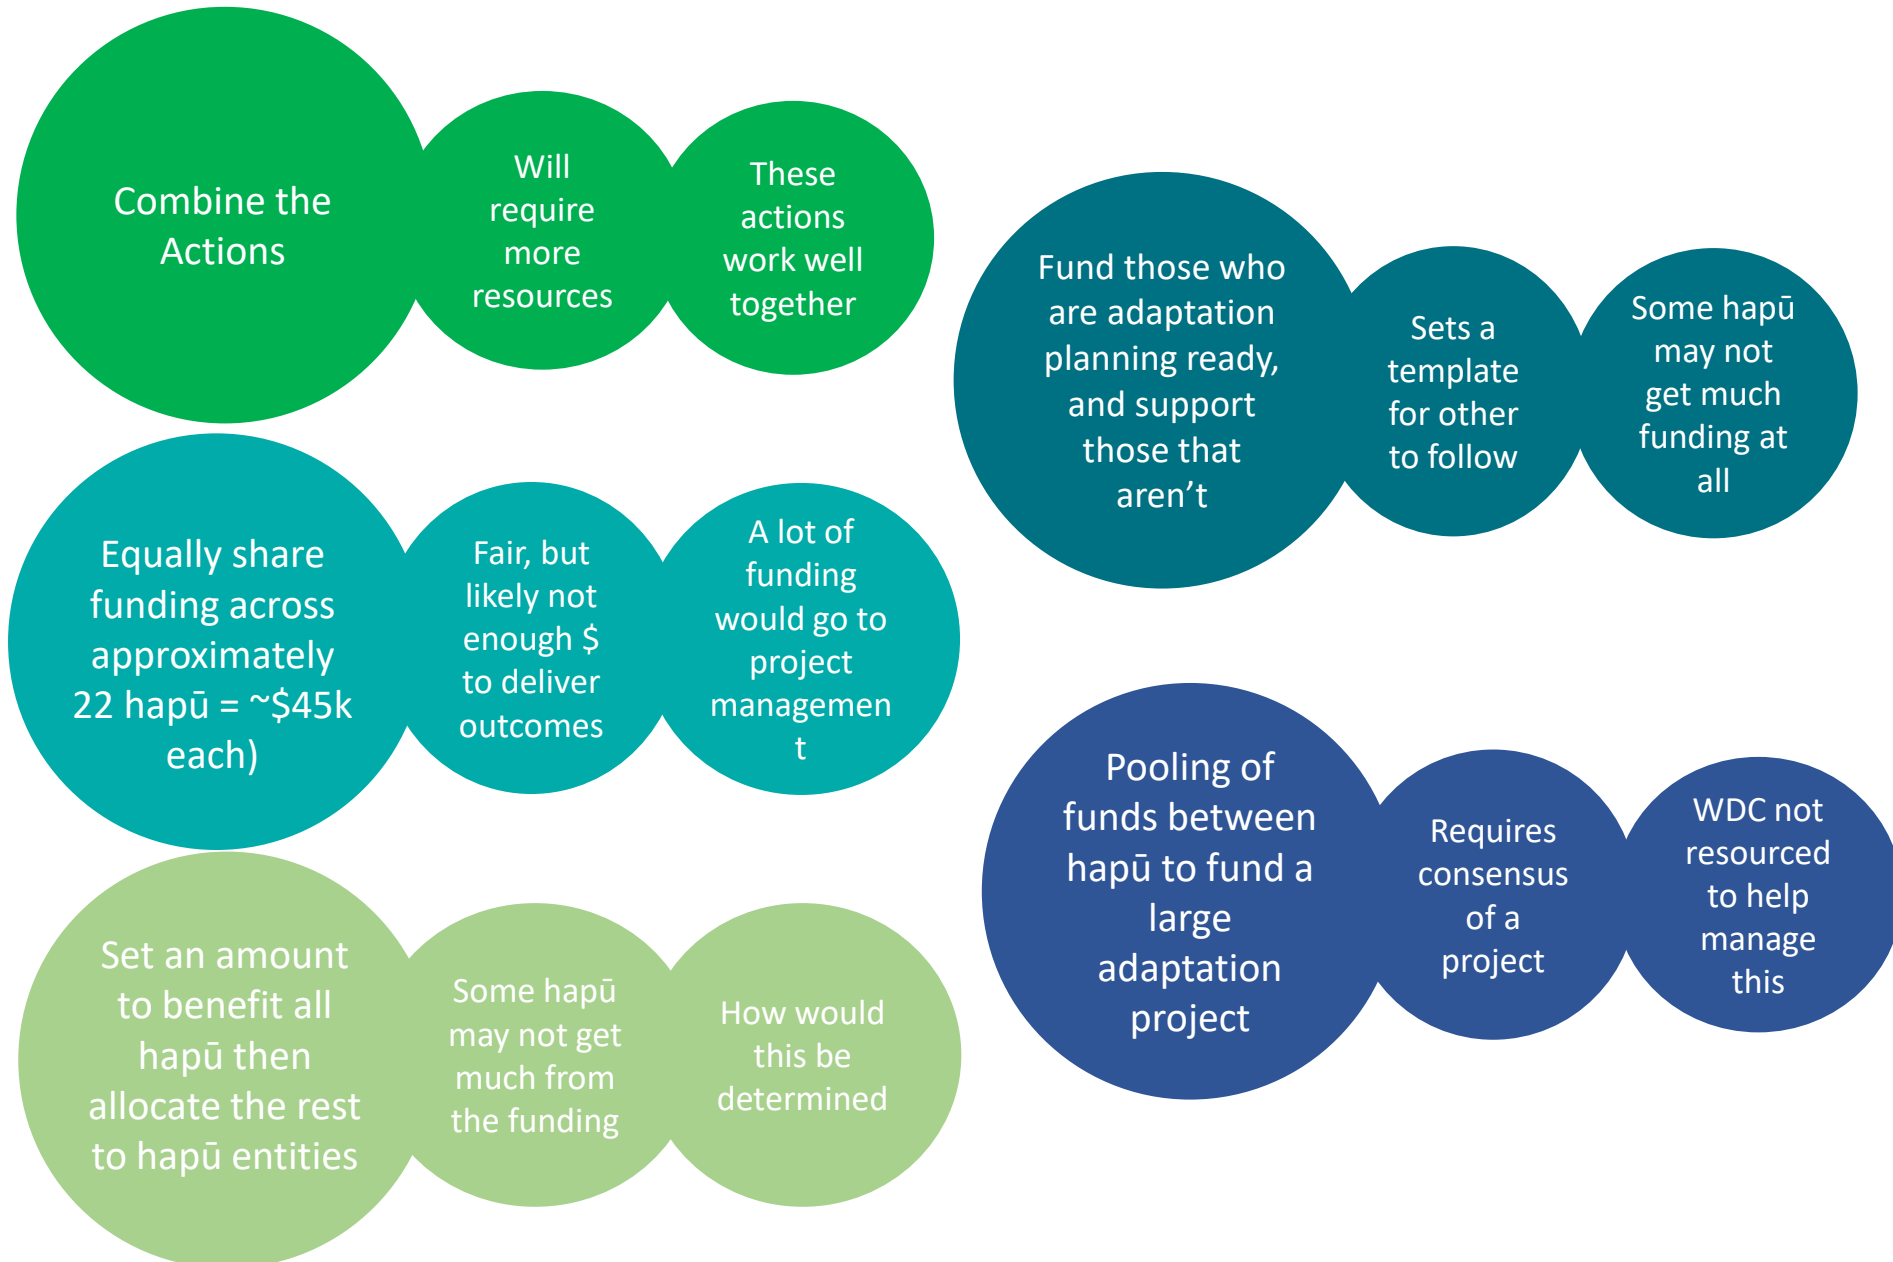 Combine the
Actions
Will
require
more
resources
These
actions
work well
together
Equally share
funding across
approximately
22 hapū = ~$45k
each)
Fair, but
likely not
enough $
to deliver
outcomes
A lot of
funding
would go to
project
managemen
t
Set an amount
to benefit all
hapū then
allocate the rest
to hapū entities
Some hapū
may not get
much from
the funding
How would
this be
determined
Fund those who
are adaptation
planning ready,
and support
those that
aren’t
Sets a
template
for other
to follow
Some hapū
may not
get much
funding at
all
Pooling of
funds between
hapū to fund a
large
adaptation
project
Requires
consensus
of a
project
WDC not
resourced
to help
manage
this